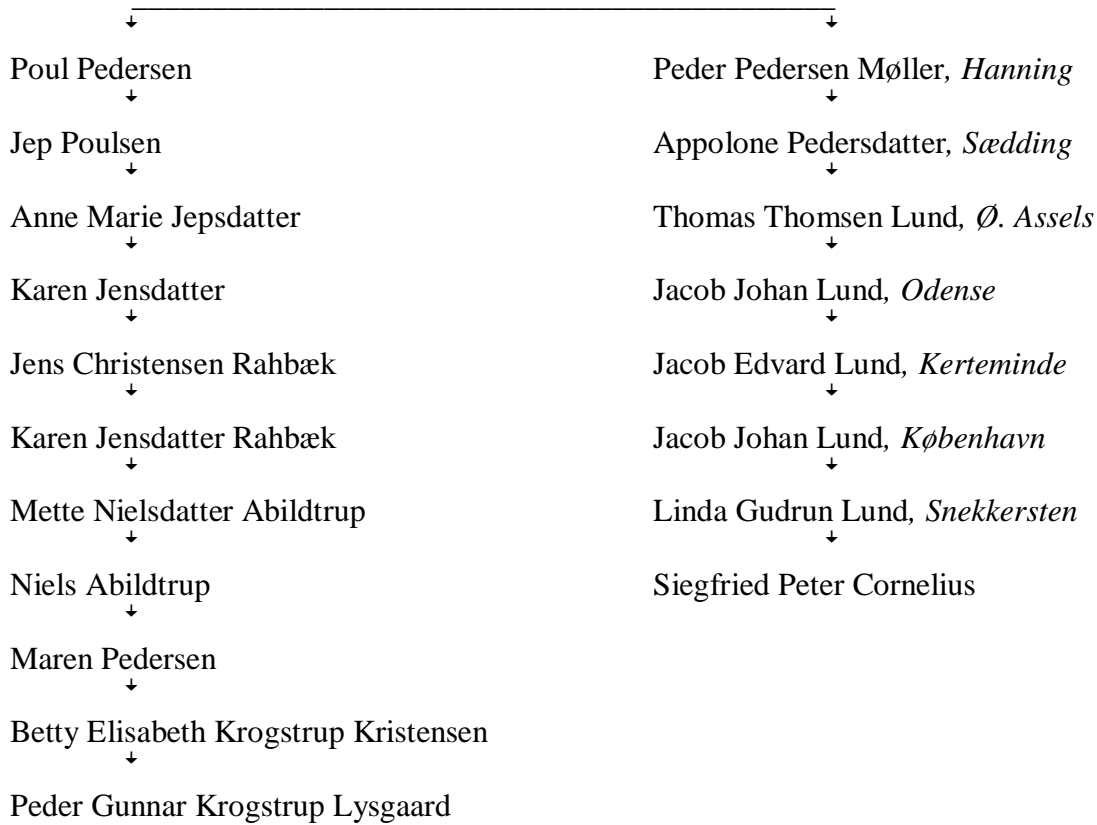 Poul Pedersen
Peder Pedersen Møller, Hanning
Jep Poulsen
Appolone Pedersdatter, Sædding
Anne Marie Jepsdatter
Thomas Thomsen Lund, Ø. Assels
Karen Jensdatter
Jacob Johan Lund, Odense
Jens Christensen Rahbæk
Jacob Edvard Lund, Kerteminde
Karen Jensdatter Rahbæk
Jacob Johan Lund, København
Mette Nielsdatter Abildtrup
Linda Gudrun Lund, Snekkersten
Niels Abildtrup
Siegfried Peter Cornelius
Maren Pedersen
Betty Elisabeth Krogstrup Kristensen
Peder Gunnar Krogstrup Lysgaard